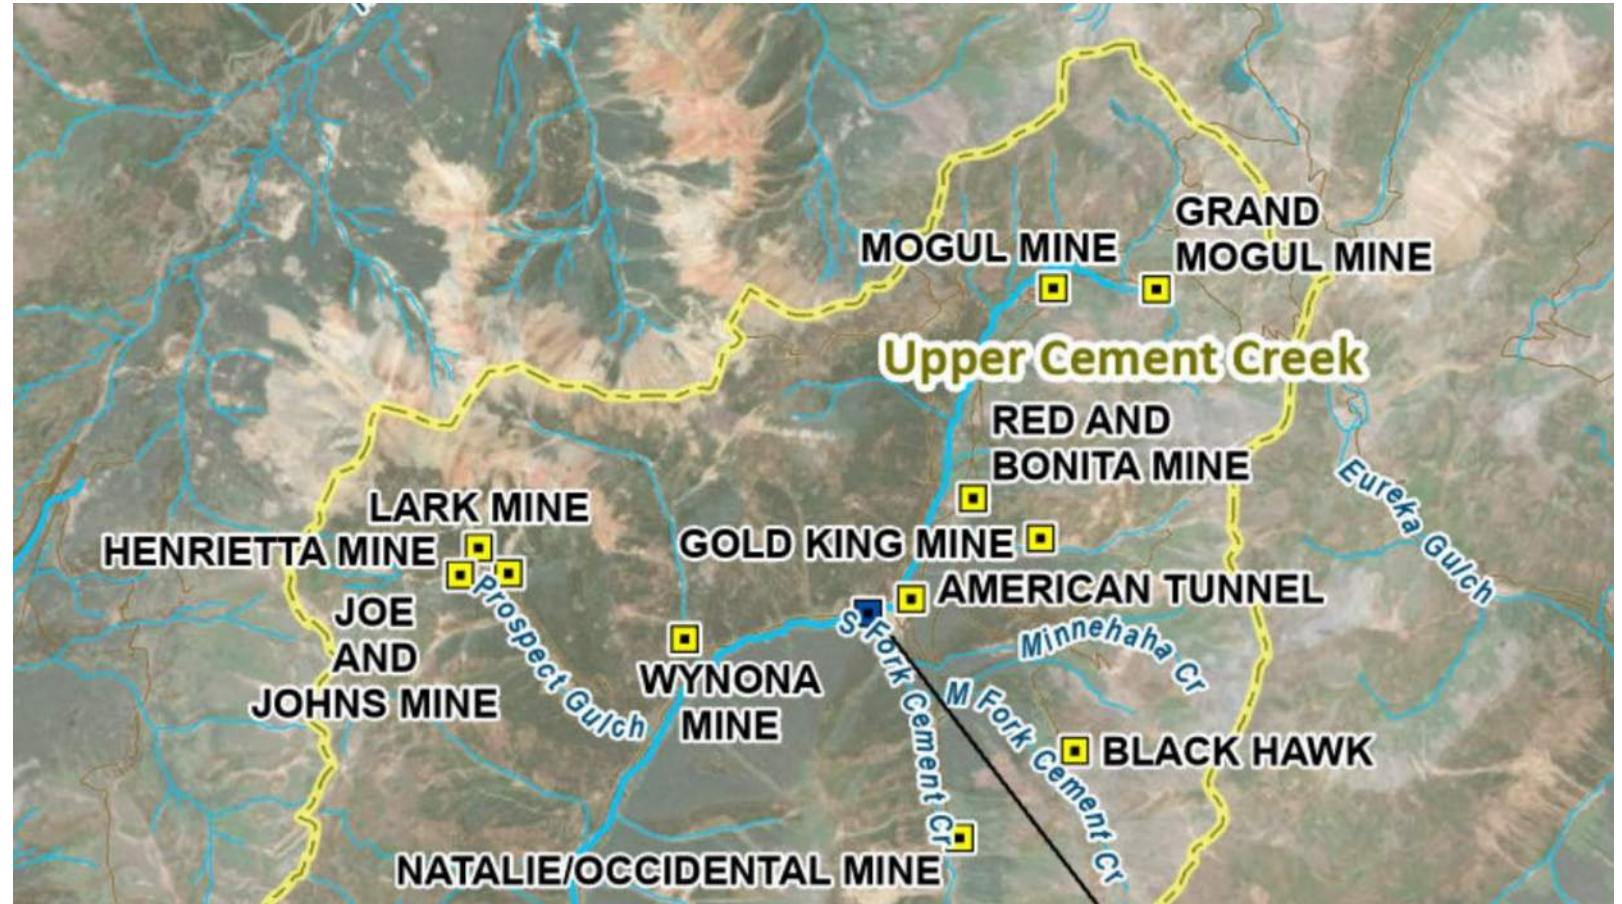 GRAND
MOGUL MINE
MOGUL MINE
Upper Cement Creek
RED AND
BONITA MINE
Eureka Gulch
LARK MINE
HENRIETTA MINE
GOLD KING MINE
AMERICAN TUNNEL
JOE
AND
JOHNS MINE
Prospect Gulch
WYNONA
MINE
S Fork Cement Cr
Minnehaha Cr
M Fork Cement Cr
BLACK HAWK
NATALIE/OCCIDENTAL MINE